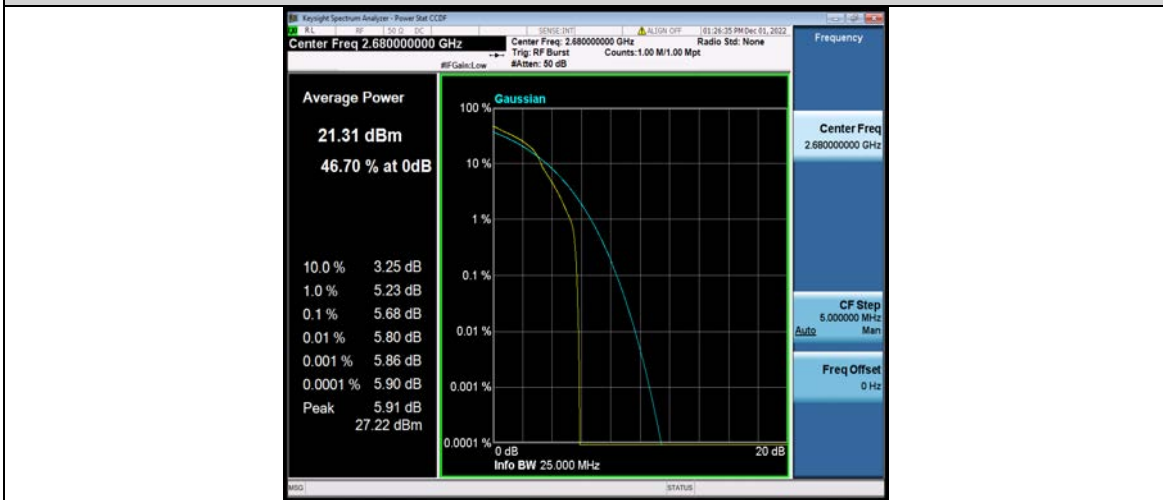 Keysight Spectrum Analyzer - Power Stat CCDF
RL RF 50 Ω DC SENSE:INT ALIGN OFF 01:26:35 PM Dec 01, 2022
Center Freq 2.680000000 GHz
Center Freq: 2.680000000 GHz Radio Std: None
Trig: RF Burst Counts:1.00 M/1.00 Mpt
#IFGain:Low #Atten: 50 dB
Frequency
Average Power
21.31 dBm
46.70 % at 0dB
10.0 % 3.25 dB
1.0 % 5.23 dB
0.1 % 5.68 dB
0.01 % 5.80 dB
0.001 % 5.86 dB
0.0001 % 5.90 dB
Peak 5.91 dB
27.22 dBm
Gaussian
100 %
10 %
1 %
0.1 %
0.01 %
0.001 %
0.0001 %
0 dB 20 dB
Info BW 25.000 MHz
Center Freq
2.680000000 GHz
CF Step
5.000000 MHz
Auto Man
Freq Offset
0 Hz
MSG STATUS